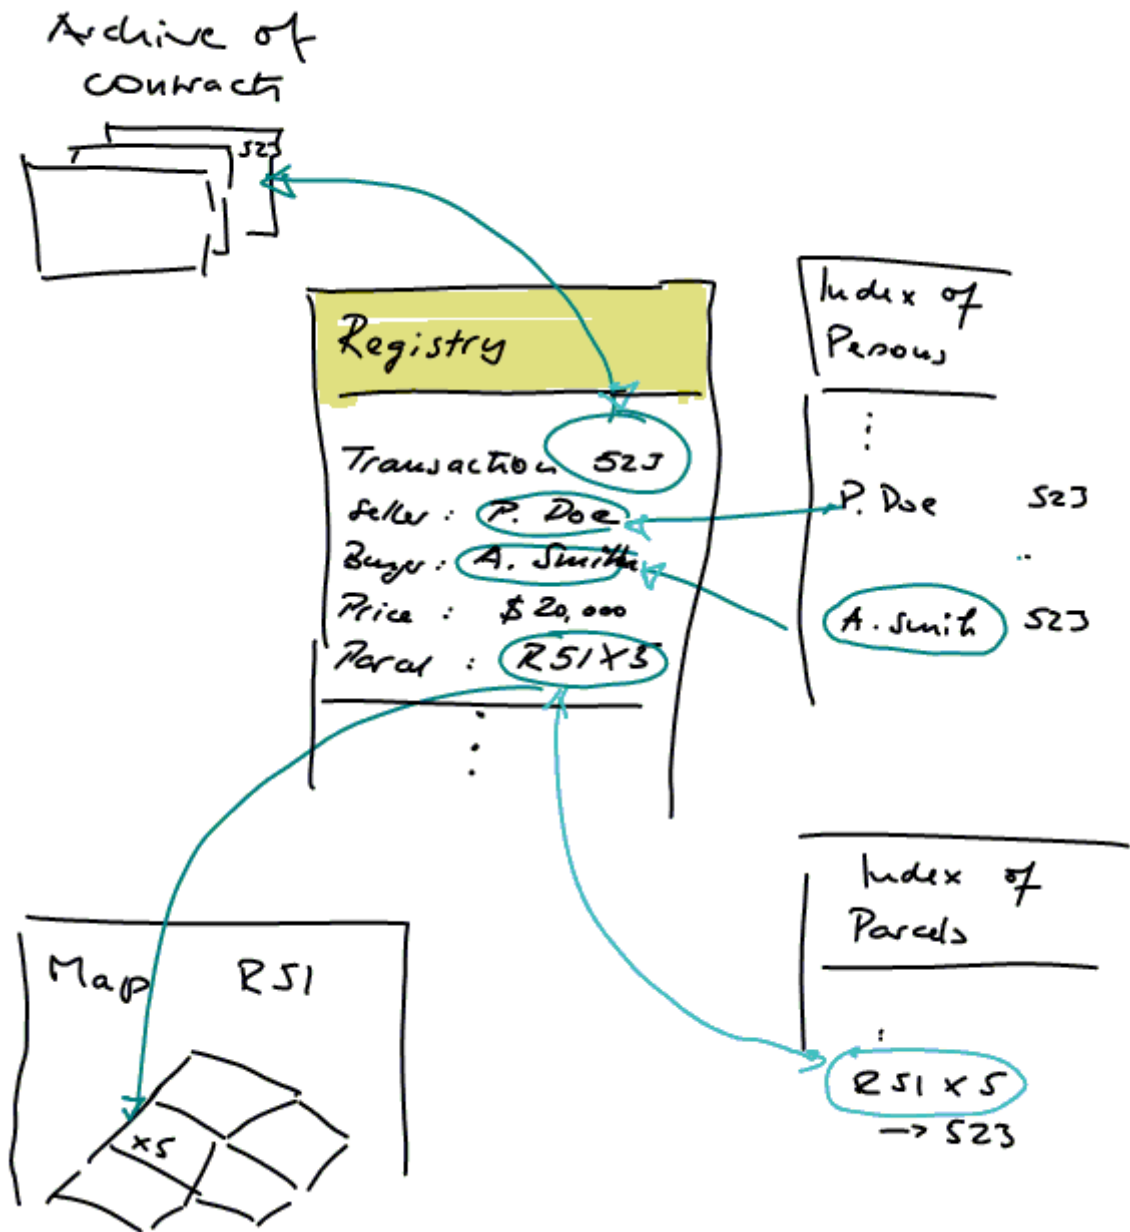 Archive of
contracts
523
Registry
Transaction 523
Seller : P. Doe
Buyer : A. Smith
Price : $ 20,000
Parcel : R51X5
Index of
Persons
P. Doe 523
A. Smith 523
Map R51
x5
Index of
Parcels
R51x5
→ 523